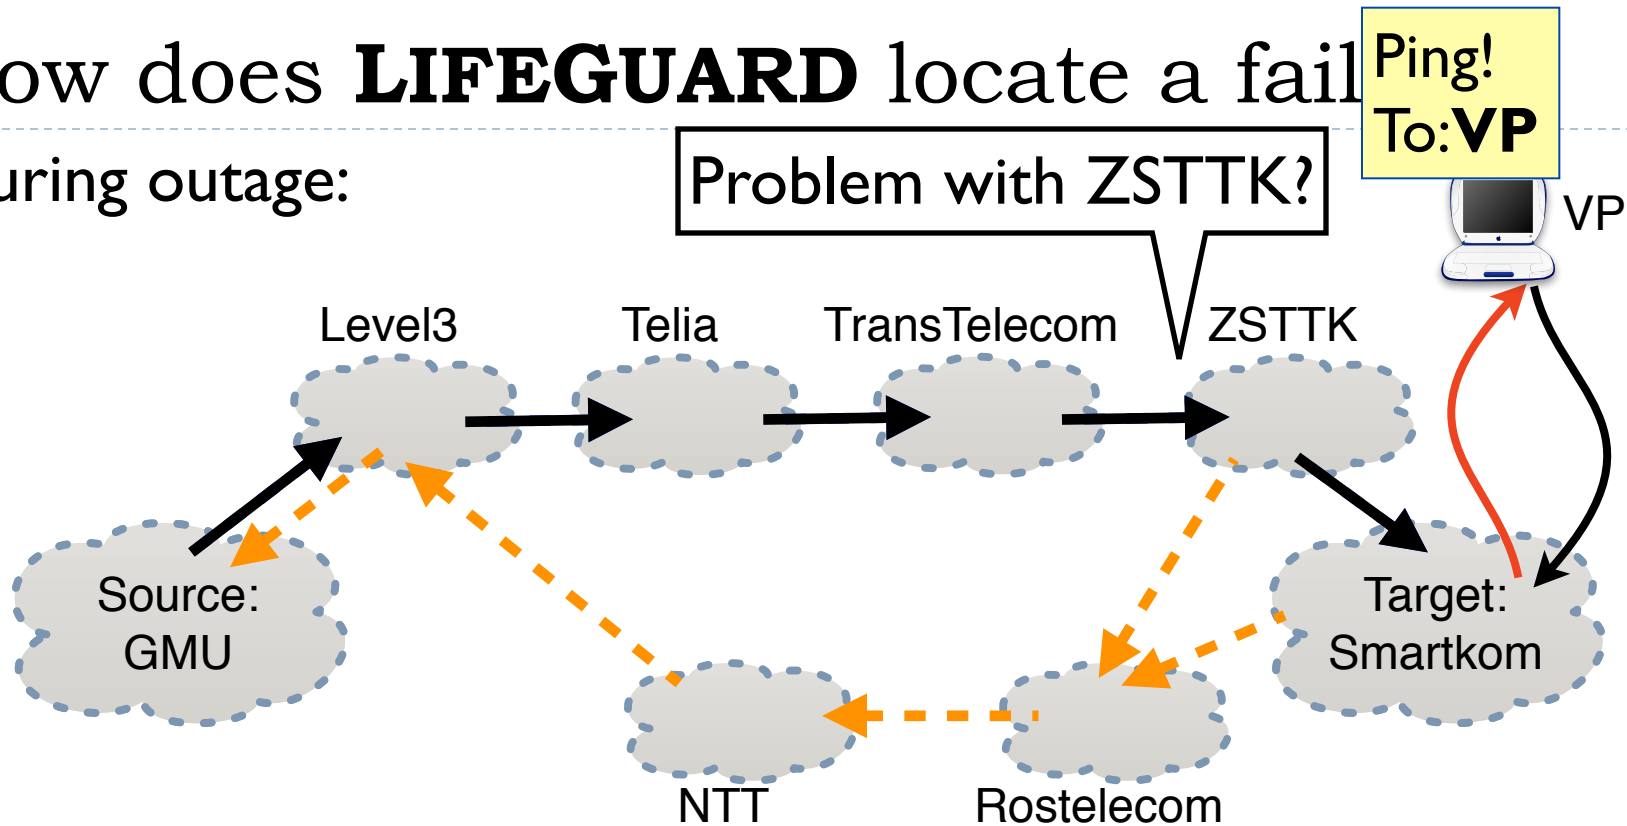 ow does LIFEGUARD locate a fail
Ping!
To:VP
uring outage:
Problem with ZSTTK?
VP
Level3
Telia
TransTelecom
ZSTTK
Source:
GMU
Target:
Smartkom
NTT
Rostelecom